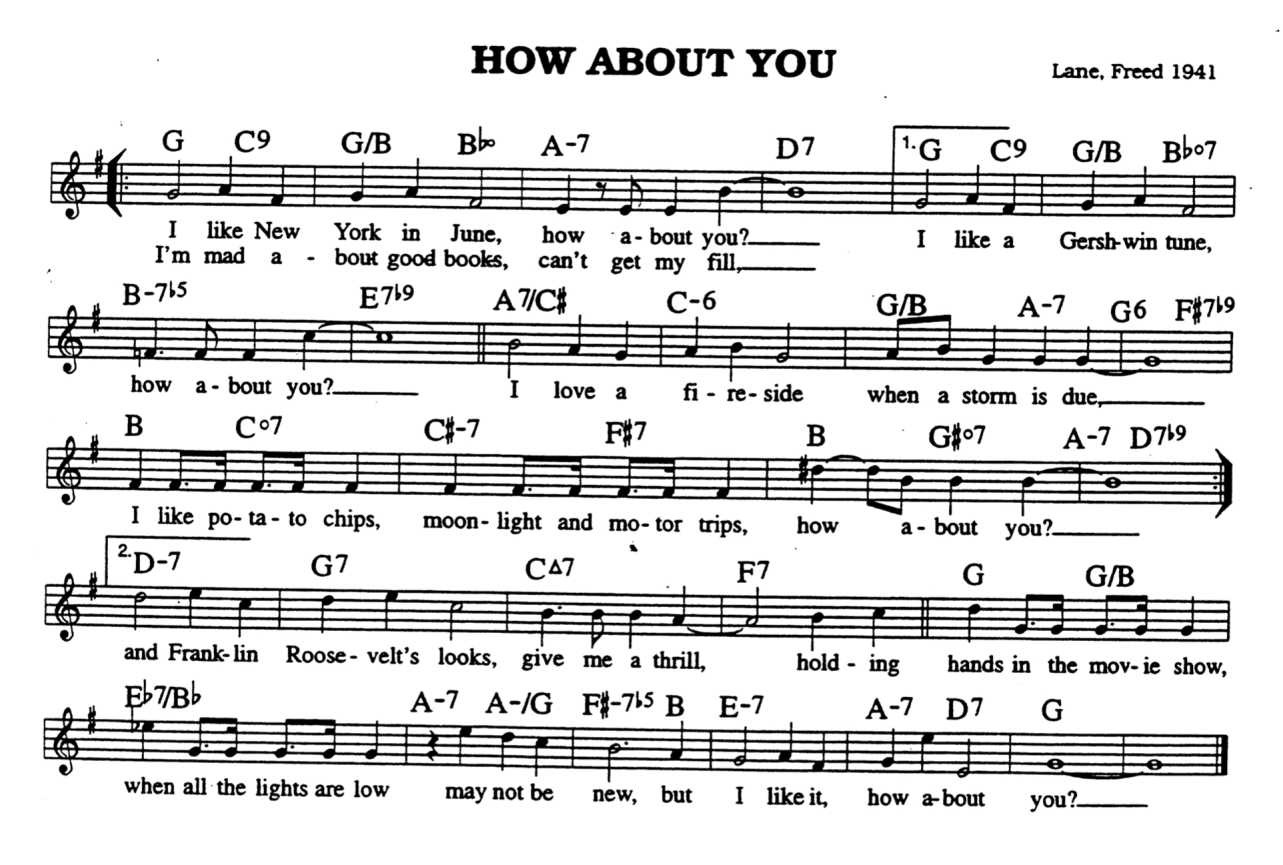 HOW ABOUT YOU
Lane, Freed 1941
G C9 G/B B♭∞ A-7 D7 1. G C9 G/B B♭o7
I like New York in June, how a-bout you? I like a Gersh-win tune,
I'm mad a - bout good books, can't get my fill,
B-7♭5 E7♭9 A7/C# C-6 G/B A-7 G6 F#7♭9
how a-bout you? I love a fi-re-side when a storm is due,
B Co7 C#-7 F#7 B G#o7 A-7 D7♭9
I like po-ta-to chips, moon-light and mo-tor trips, how a-bout you?
2. D-7 G7 C△7 F7 G G/B
and Frank-lin Roose-velt's looks, give me a thrill, hold-ing hands in the mov-ie show,
E♭7/B♭ A-7 A-/G F#-7♭5 B E-7 A-7 D7 G
when all the lights are low may not be new, but I like it, how a-bout you?